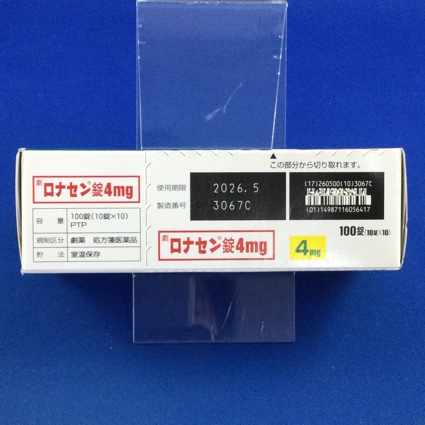 劇 ロナセン®錠4mg
容 量 100錠(10錠×10)
PTP
規制区分 劇薬 処方箋医薬品
貯 法 室温保存
使用期限 2026.5
製造番号 3067C
劇 ロナセン®錠4mg
▲
この部分から切り取れます。
(17)260500(10)3067C
(01)14987116056417
4mg
100錠(10錠×10)